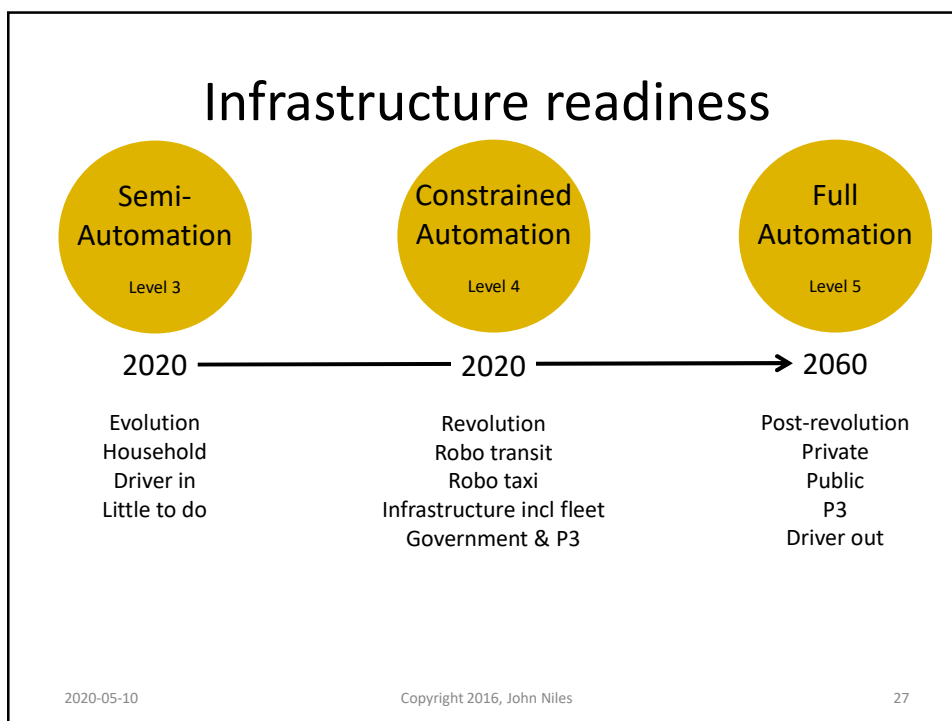 Infrastructure readiness
Semi-
Automation
Level 3
Constrained
Automation
Level 4
Full
Automation
Level 5
2020
2020
2060
Evolution
Household
Driver in
Little to do
Revolution
Robo transit
Robo taxi
Infrastructure incl fleet
Government & P3
Post-revolution
Private
Public
P3
Driver out
2020-05-10
Copyright 2016, John Niles
27